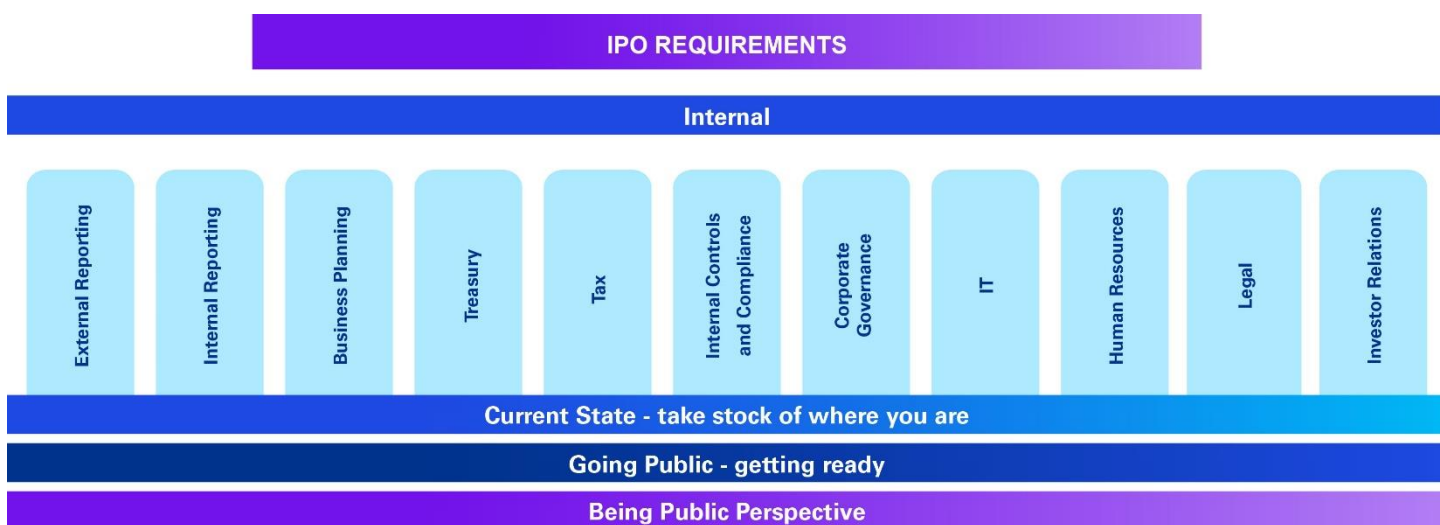 IPO REQUIREMENTS
Internal
External Reporting
Internal Reporting
Business Planning
Treasury
Tax
Internal Controls
and Compliance
Corporate
Governance
IT
Human Resources
Legal
Investor Relations
Current State - take stock of where you are
Going Public - getting ready
Being Public Perspective